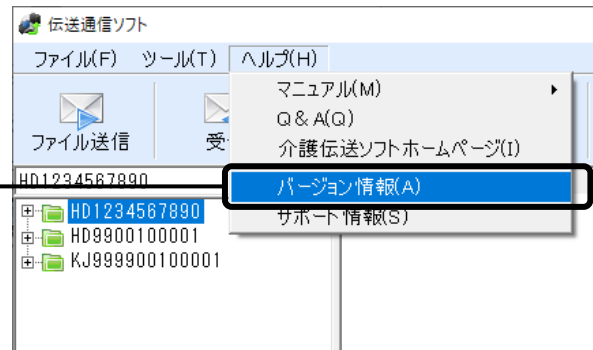 伝送通信ソフト
ファイル(F) ツール(T) ヘルプ(H)
マニュアル(M)
Q & A(Q)
介護伝送ソフトホームページ(I)
バージョン情報(A)
サポート情報(S)
ファイル送信 受
HD1234567890
HD1234567890
HD9900100001
KJ999900100001